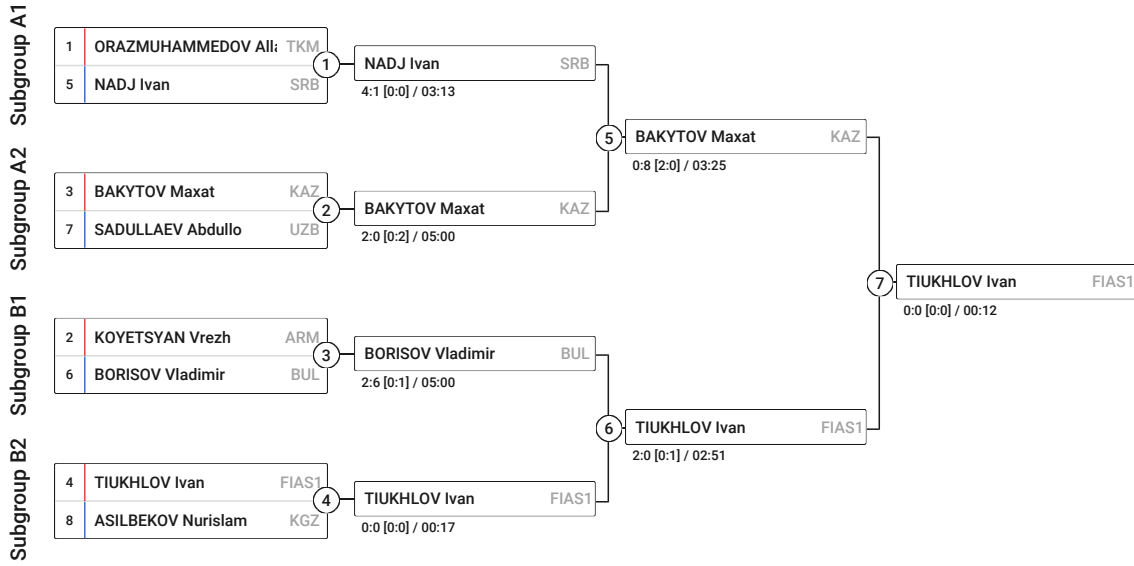 Subgroup A1
1 ORAZMUHAMMEDOV Alla TKM
5 NADJ Ivan SRB
1
NADJ Ivan SRB
4:1 [0:0] / 03:13
Subgroup A2
3 BAKYTOV Maxat KAZ
7 SADULLAEV Abdullo UZB
2
BAKYTOV Maxat KAZ
2:0 [0:2] / 05:00
5
BAKYTOV Maxat KAZ
0:8 [2:0] / 03:25
Subgroup B1
2 KOYETSYAN Vrezh ARM
6 BORISOV Vladimir BUL
3
BORISOV Vladimir BUL
2:6 [0:1] / 05:00
Subgroup B2
4 TIUKHLOV Ivan FIAS1
8 ASILBEKOV Nurislam KGZ
4
TIUKHLOV Ivan FIAS1
0:0 [0:0] / 00:17
6
TIUKHLOV Ivan FIAS1
2:0 [0:1] / 02:51
7
TIUKHLOV Ivan FIAS1
0:0 [0:0] / 00:12